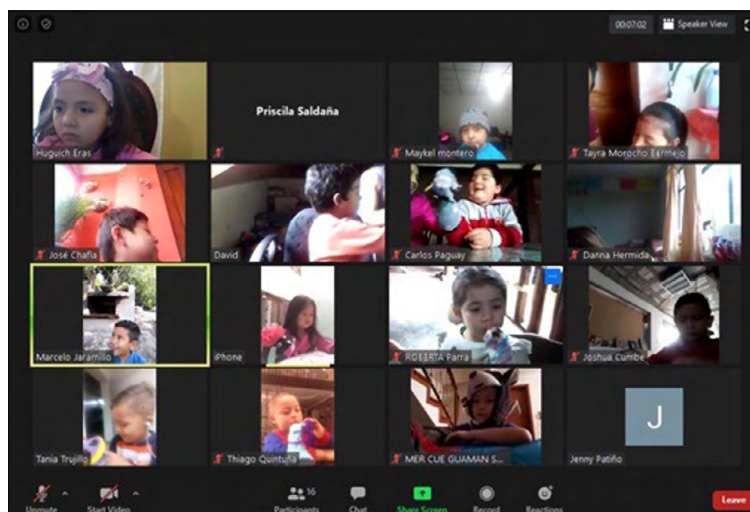 00:07:02 Speaker View
Huguich Eras
Priscila Saldaña
Maykel montero
Tayra Morocho Bermejo
José Chafla
David
Carlos Paguay
Danna Hermida
Marcelo Jaramillo
iPhone
ROBERTA Parra
Joshua Cumbe
Tania Trujillo
Thiago Quintuña
MER CUE GUAMAN S...
J
Jenny Patiño
16
Unmute
Start Video
Participants
Chat
Share Screen
Record
Reactions
Leave